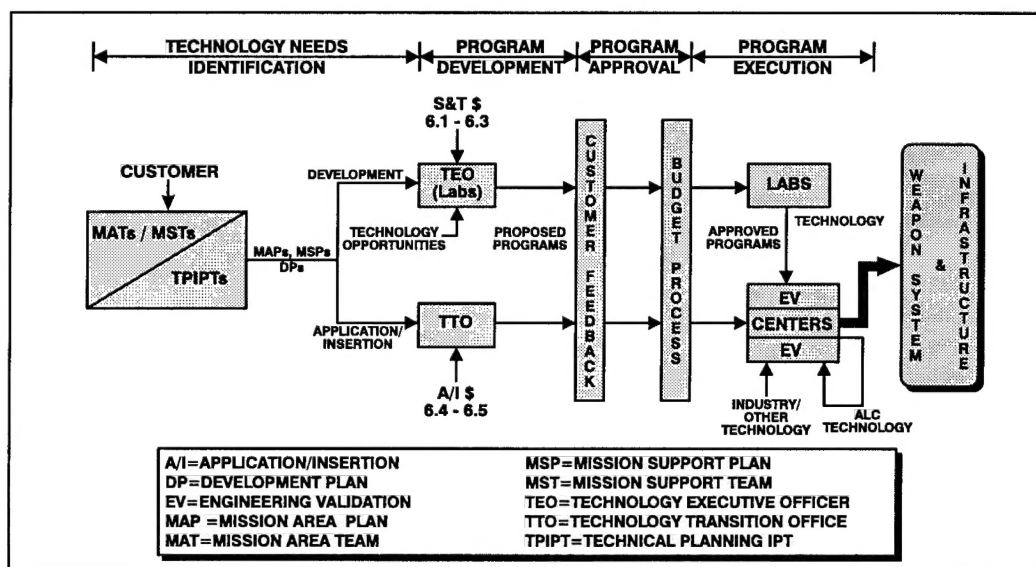 TECHNOLOGY NEEDS
IDENTIFICATION
PROGRAM
DEVELOPMENT
PROGRAM
APPROVAL
PROGRAM
EXECUTION
S&T $
6.1 - 6.3
CUSTOMER
MATs / MSTs
TPIPTs
MAPs, MSPs
DPs
DEVELOPMENT
TEO
(Labs)
TECHNOLOGY
OPPORTUNITIES
APPLICATION/
INSERTION
TTO
A/I $
6.4 - 6.5
PROPOSED
PROGRAMS
CUSTOMER FEEDBACK
BUDGET PROCESS
LABS
TECHNOLOGY
APPROVED
PROGRAMS
EV
CENTERS
EV
INDUSTRY/
OTHER
TECHNOLOGY
ALC
TECHNOLOGY
WEAPON SYSTEM
&
INFRASTRUCTURE
A/I=APPLICATION/INSERTION
DP=DEVELOPMENT PLAN
EV=ENGINEERING VALIDATION
MAP =MISSION AREA PLAN
MAT=MISSION AREA TEAM
MSP=MISSION SUPPORT PLAN
MST=MISSION SUPPORT TEAM
TEO=TECHNOLOGY EXECUTIVE OFFICER
TTO=TECHNOLOGY TRANSITION OFFICE
TPIPT=TECHNICAL PLANNING IPT